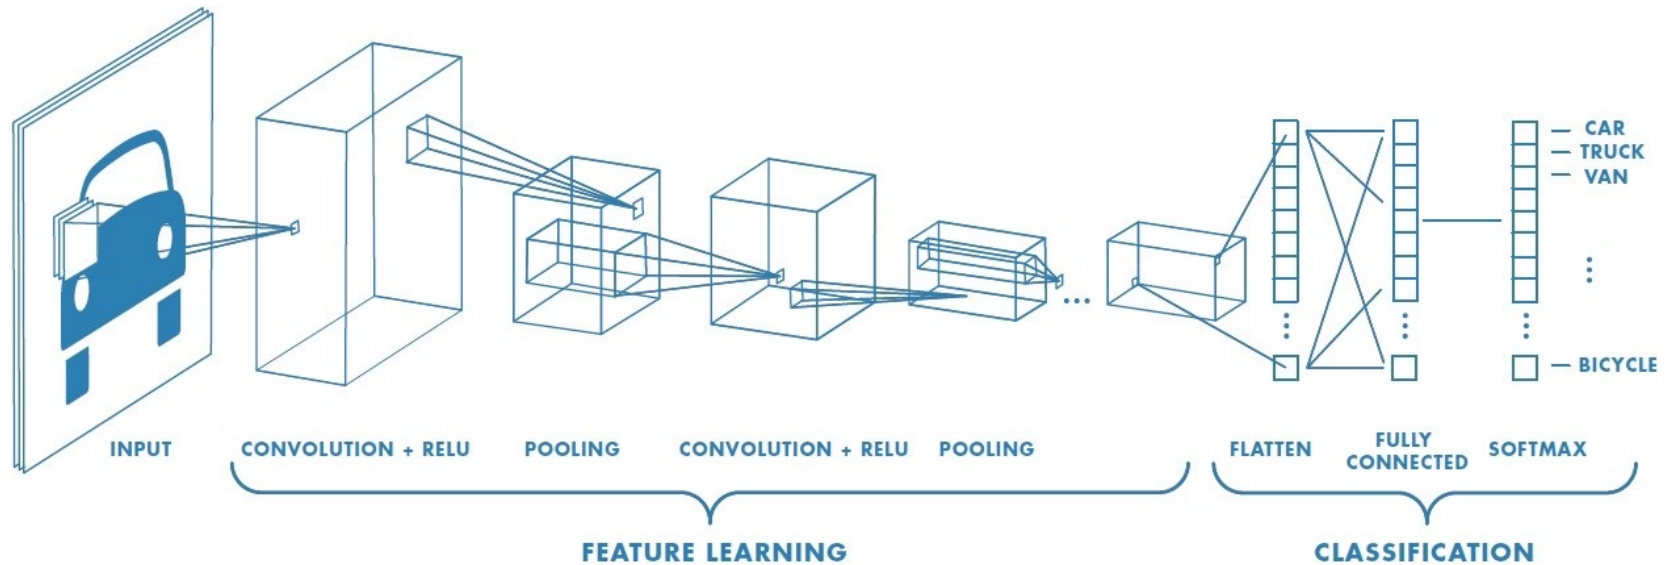 CAR
TRUCK
VAN
BICYCLE
INPUT
CONVOLUTION + RELU
POOLING
CONVOLUTION + RELU
POOLING
FLATTEN
FULLY
CONNECTED
SOFTMAX
FEATURE LEARNING
CLASSIFICATION